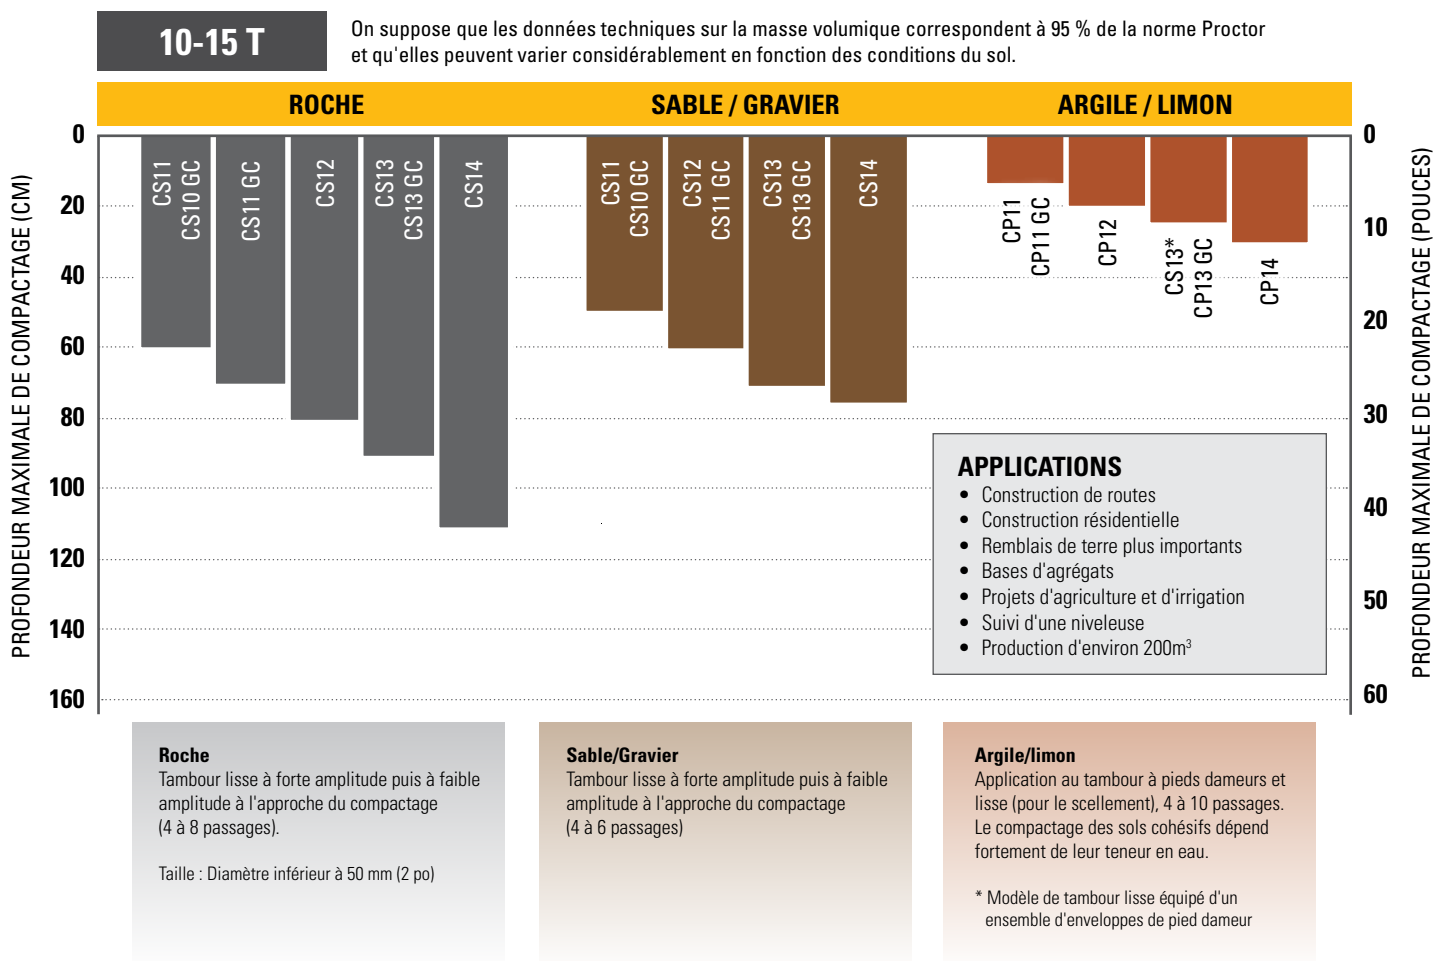 10-15 T
On suppose que les données techniques sur la masse volumique correspondent à 95 % de la norme Proctor
et qu'elles peuvent varier considérablement en fonction des conditions du sol.
ROCHE
SABLE / GRAVIER
ARGILE / LIMON
PROFONDEUR MAXIMALE DE COMPACTAGE (CM)
0
20
40
60
80
100
120
140
160
CS11
CS10 GC
CS11 GC
CS12
CS13
CS13 GC
CS14
CS11
CS10 GC
CS12
CS11 GC
CS13
CS13 GC
CS14
CP11
CP11 GC
CP12
CS13*
CP13 GC
CP14
0
10
20
30
40
50
60
PROFONDEUR MAXIMALE DE COMPACTAGE (POUCES)
APPLICATIONS
• Construction de routes
• Construction résidentielle
• Remblais de terre plus importants
• Bases d'agrégats
• Projets d'agriculture et d'irrigation
• Suivi d'une niveleuse
• Production d'environ 200m³
Roche
Tambour lisse à forte amplitude puis à faible
amplitude à l'approche du compactage
(4 à 8 passages).
Taille : Diamètre inférieur à 50 mm (2 po)
Sable/Gravier
Tambour lisse à forte amplitude puis à faible
amplitude à l'approche du compactage
(4 à 6 passages)
Argile/limon
Application au tambour à pieds dameurs et
lisse (pour le scellement), 4 à 10 passages.
Le compactage des sols cohésifs dépend
fortement de leur teneur en eau.
* Modèle de tambour lisse équipé d'un
ensemble d'enveloppes de pied dameur